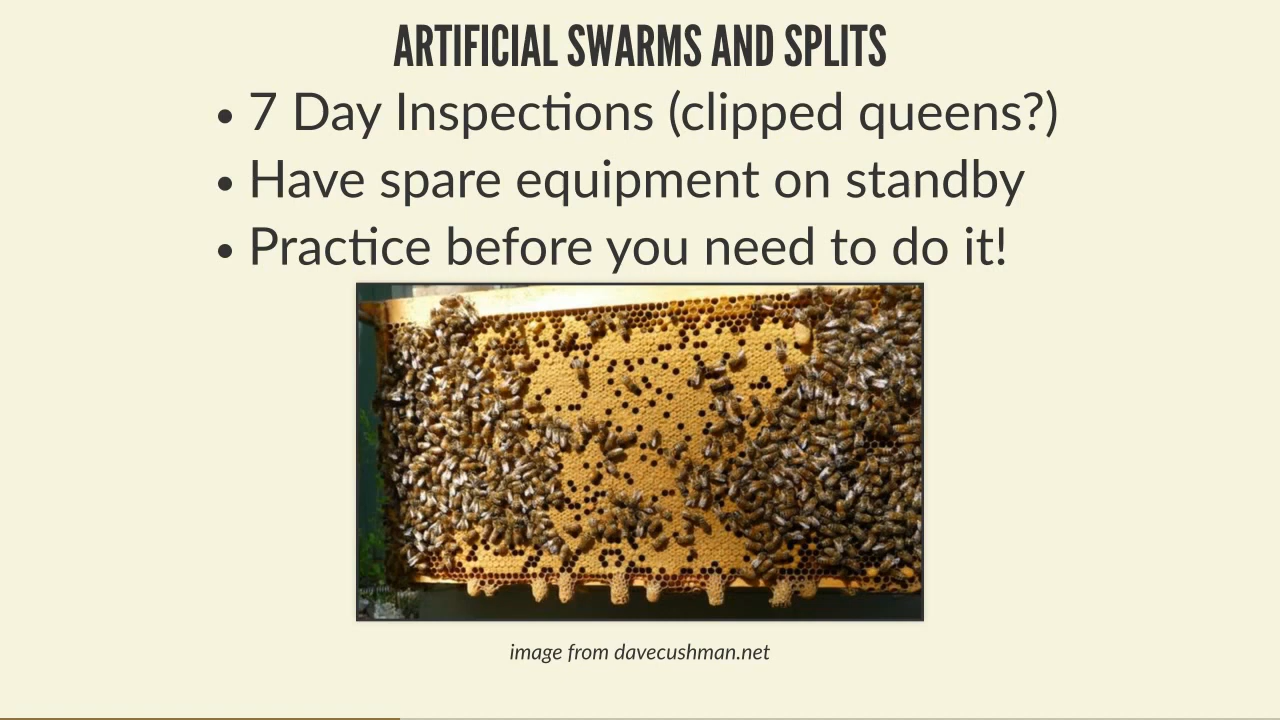 ARTIFICIAL SWARMS AND SPLITS
• 7 Day Inspections (clipped queens?)
• Have spare equipment on standby
• Practice before you need to do it!
image from davecushman.net